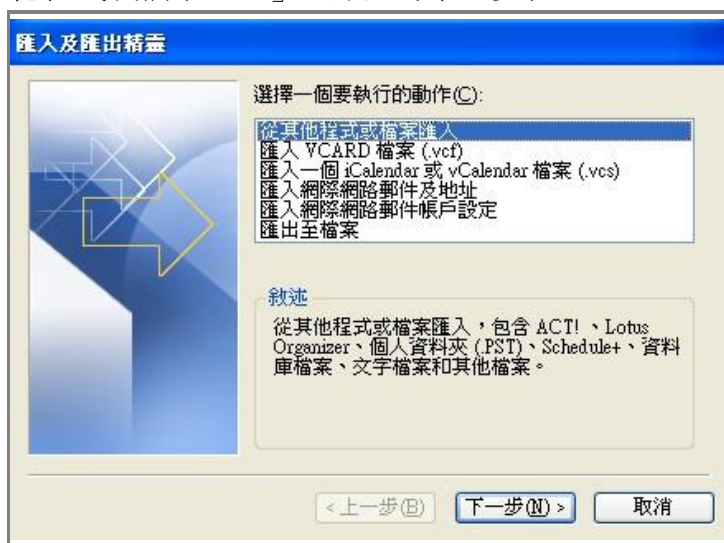 匯入及匯出精靈
選擇一個要執行的動作(C):
從其他程式或檔案匯入
匯入 VCARD 檔案 (.vcf)
匯入一個 iCalendar 或 vCalendar 檔案 (.vcs)
匯入網際網路郵件及地址
匯入網際網路郵件帳戶設定
匯出至檔案
敘述
從其他程式或檔案匯入，包含 ACT! 、Lotus
Organizer、個人資料夾 (.PST)、Schedule+、資料
庫檔案、文字檔案和其他檔案。
<上一步(B)
下一步(N) >
取消